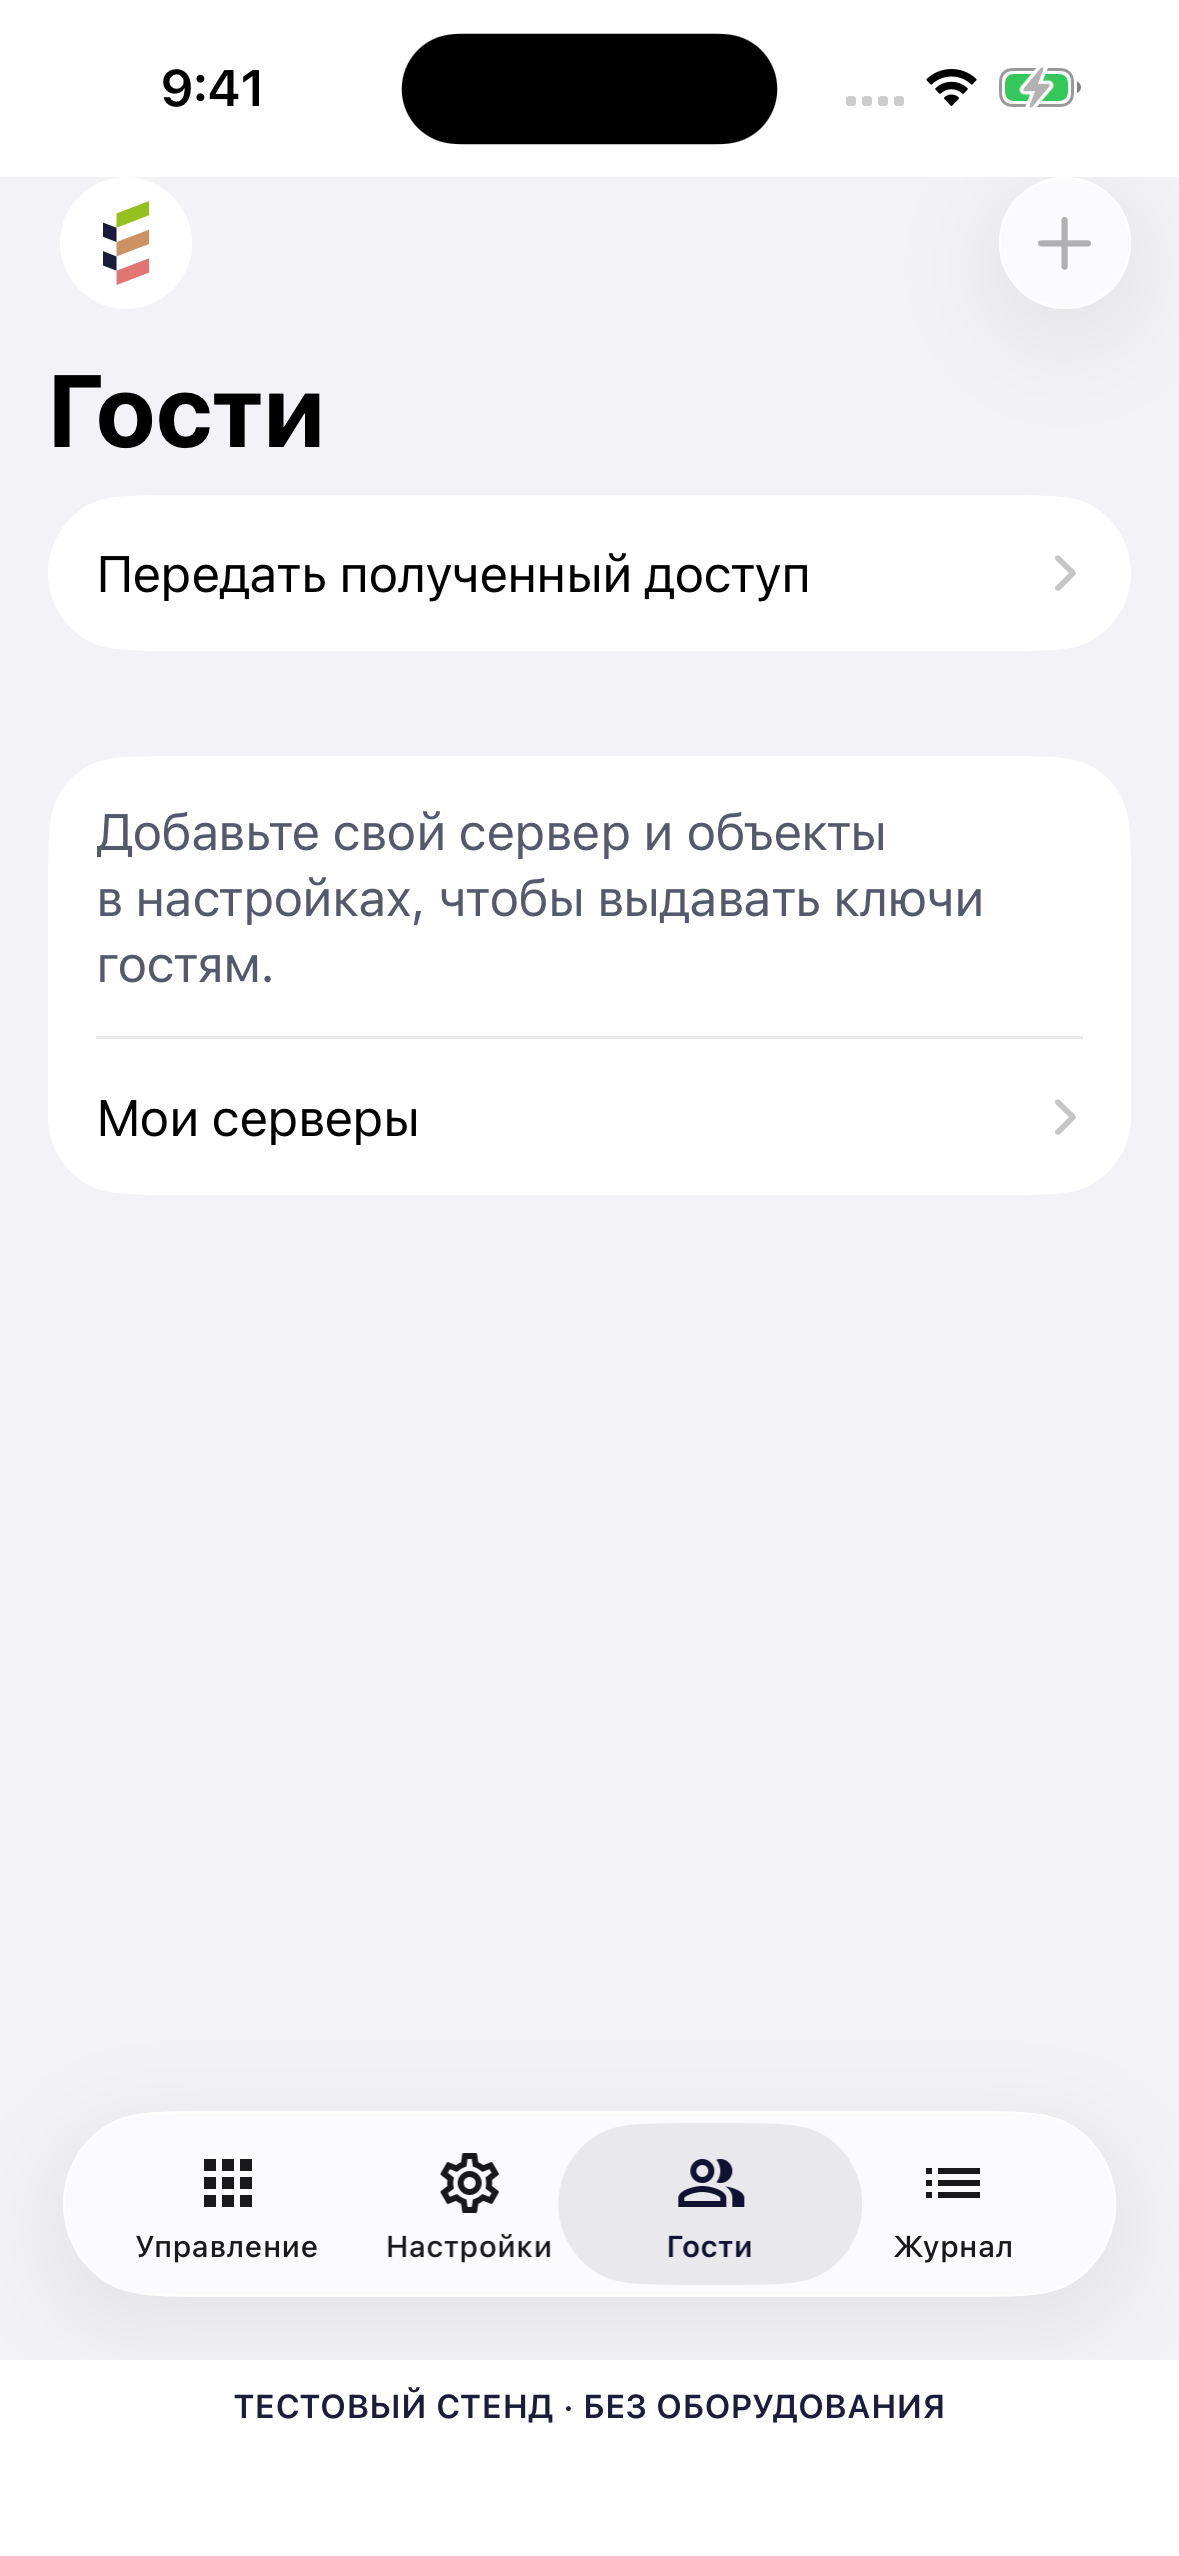 9:41
Гости
Передать полученный доступ
Добавьте свой сервер и объекты
в настройках, чтобы выдавать ключи
гостям.
Мои серверы
Управление
Настройки
Гости
Журнал
ТЕСТОВЫЙ СТЕНД · БЕЗ ОБОРУДОВАНИЯ